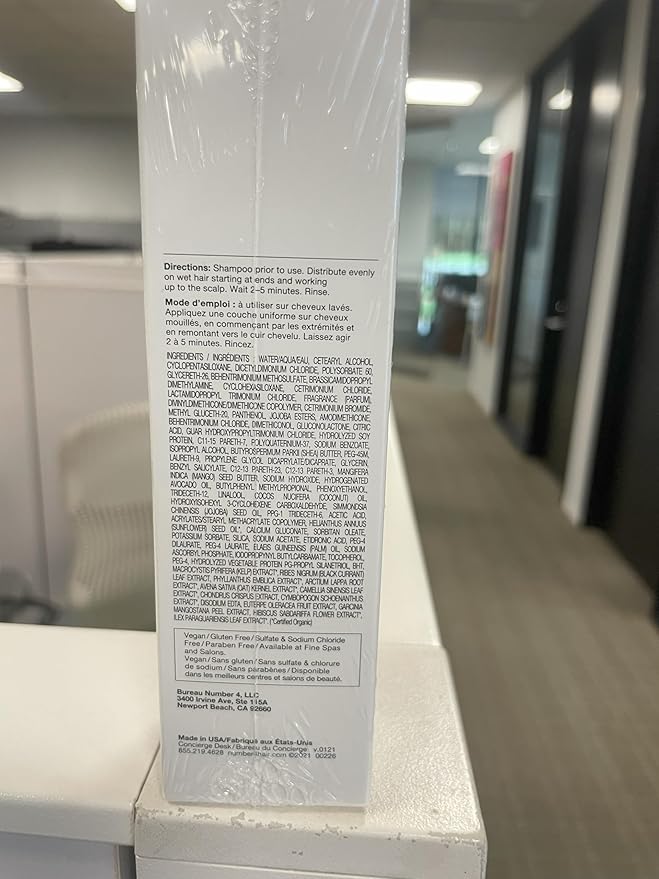 Directions: Shampoo prior to use. Distribute evenly
on wet hair starting at ends and working
up to the scalp. Wait 2–5 minutes. Rinse.
Mode d'emploi : à utiliser sur cheveux lavés.
Appliquez une couche uniforme sur cheveux
mouillés, en commençant par les extrémités et
en remontant vers le cuir chevelu. Laissez agir
2 à 5 minutes. Rincez.
INGREDIENTS / INGRÉDIENTS : WATER/AQUA/EAU, CETEARYL ALCOHOL,
CYCLOPENTASILOXANE, DICETYLDIMONIUM CHLORIDE, POLYSORBATE 60,
GLYCERETH-26, BEHENTRIMONIUM METHOSULFATE, BRASSICAMIDOPROPYL
DIMETHYLAMINE, CYCLOHEXASILOXANE, CETRIMONIUM CHLORIDE,
LACTAMIDOPROPYL TRIMONIUM CHLORIDE, FRAGRANCE (PARFUM),
DIVINYLDIMETHICONE/DIMETHICONE COPOLYMER, CETRIMONIUM BROMIDE,
METHYL GLUCETH-20, PANTHENOL, JOJOBA ESTERS, AMODIMETHICONE,
BEHENTRIMONIUM CHLORIDE, DIMETHICONOL, GLUCONOLACTONE, CITRIC
ACID, GUAR HYDROXYPROPYLTRIMONIUM CHLORIDE, HYDROLYZED SOY
PROTEIN, C11-15 PARETH-7, POLYQUATERNIUM-37, SODIUM BENZOATE,
ISOPROPYL ALCOHOL, BUTYROSPERMUM PARKII (SHEA) BUTTER, PEG-45M,
LAURETH-9, PROPYLENE GLYCOL DICAPRYLATE/DICAPRATE, GLYCERIN,
BENZYL SALICYLATE, C12-13 PARETH-23, C12-13 PARETH-3, MANGIFERA
INDICA (MANGO) SEED BUTTER, SODIUM HYDROXIDE, HYDROGENATED
AVOCADO OIL, BUTYLPHENYL METHYLPROPIONAL, PHENOXYETHANOL,
TRIDECETH-12, LINALOOL, COCOS NUCIFERA (COCONUT) OIL,
HYDROXYISOHEXYL 3-CYCLOHEXENE CARBOXALDEHYDE, SIMMONDSIA
CHINENSIS (JOJOBA) SEED OIL, PPG-1 TRIDECETH-6, ACETIC ACID,
ACRYLATES/STEARYL METHACRYLATE COPOLYMER, HELIANTHUS ANNUUS
(SUNFLOWER) SEED OIL*, CALCIUM GLUCONATE, SORBITAN OLEATE,
POTASSIUM SORBATE, SILICA, SODIUM ACETATE, ETIDRONIC ACID, PEG-4
DILAURATE, PEG-4 LAURATE, ELAEIS GUINEENSIS (PALM) OIL, SODIUM
ASCORBYL PHOSPHATE, IODOPROPYNYL BUTYLCARBAMATE, TOCOPHEROL,
PEG-4, HYDROLYZED VEGETABLE PROTEIN PG-PROPYL SILANETRIOL, BHT,
MACROCYSTIS PYRIFERA (KELP) EXTRACT*, RIBES NIGRUM (BLACK CURRANT)
LEAF EXTRACT, PHYLLANTHUS EMBLICA EXTRACT*, ARCTIUM LAPPA ROOT
EXTRACT*, AVENA SATIVA (OAT) KERNEL EXTRACT*, CAMELLIA SINENSIS LEAF
EXTRACT*, CHONDRUS CRISPUS EXTRACT, CYMBOPOGON SCHOENANTHUS
EXTRACT*, DISODIUM EDTA, EUTERPE OLERACEA FRUIT EXTRACT, GARCINIA
MANGOSTANA PEEL EXTRACT, HIBISCUS SABDARIFFA FLOWER EXTRACT*,
ILEX PARAGUARIENSIS LEAF EXTRACT*. (*Certified Organic)
Vegan / Gluten Free / Sulfate & Sodium Chloride
Free / Paraben Free / Available at Fine Spas
and Salons.
Vegan / Sans gluten / Sans sulfate & chlorure
de sodium / Sans parabènes / Disponible
dans les meilleurs centres et salons de beauté.
Bureau Number 4, LLC
3400 Irvine Ave, Ste 115A
Newport Beach, CA 92660
Made in USA/Fabriqué aux États-Unis
Concierge Desk / Bureau du Concierge v.0121
855.219.4628 number4hair.com ©2021 00226